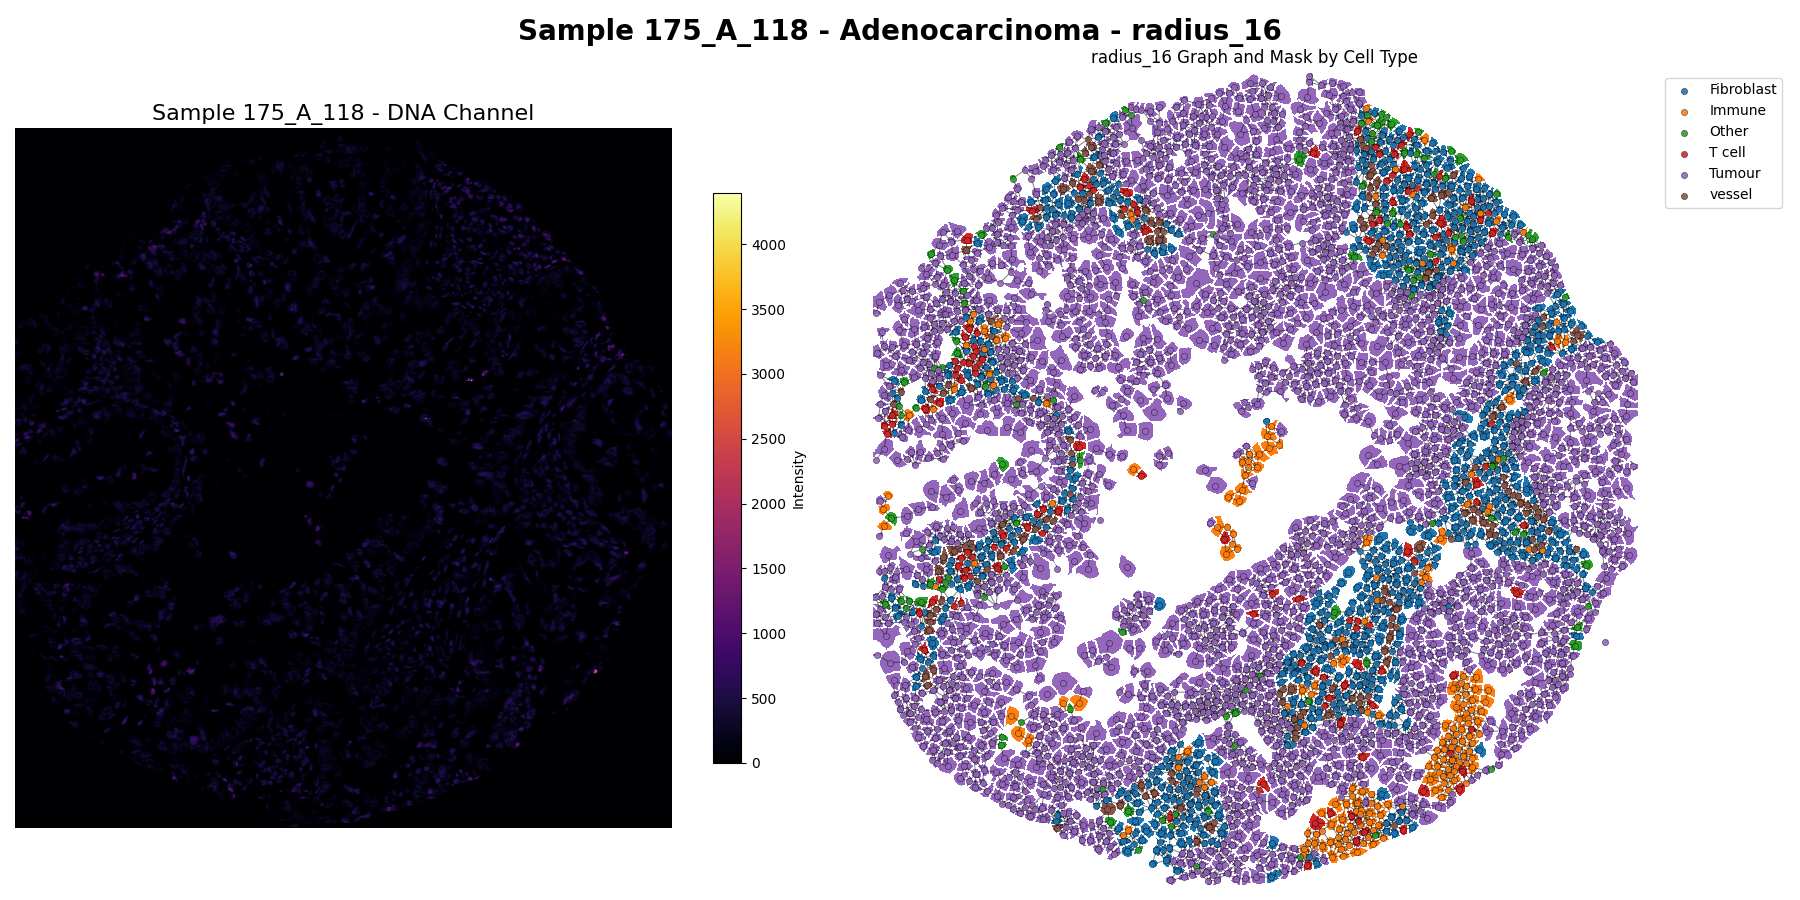 Sample 175_A_118 - Adenocarcinoma - radius_16
Sample 175_A_118 - DNA Channel
radius_16 Graph and Mask by Cell Type
Fibroblast
Immune
Other
T cell
Tumour
vessel
4000
3500
3000
2500
2000
1500
1000
500
0
Intensity